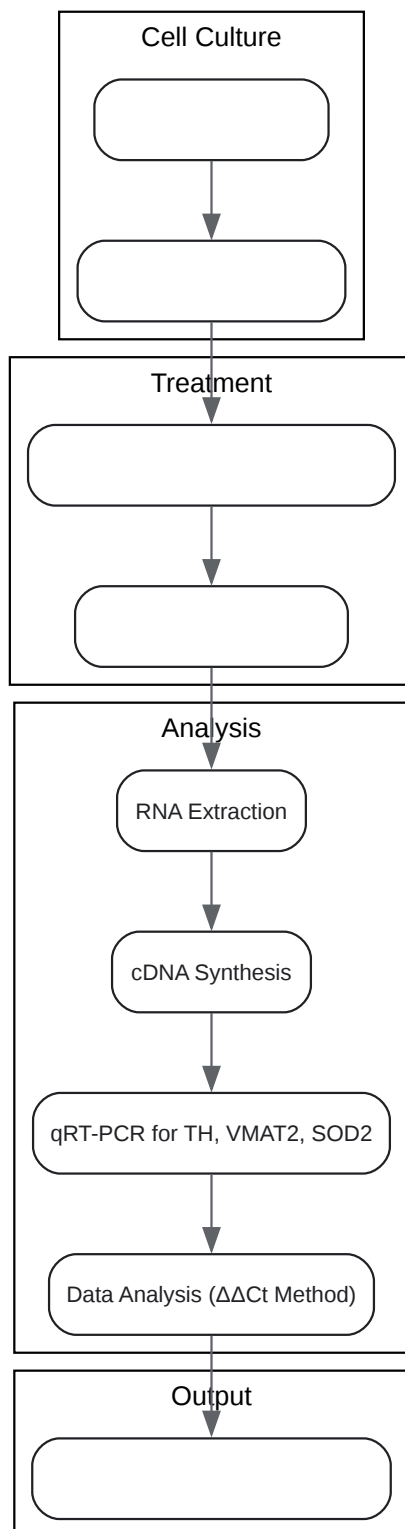 Cell Culture
Treatment
Analysis
RNA Extraction
cDNA Synthesis
qRT-PCR for TH, VMAT2, SOD2
Data Analysis (ΔΔCt Method)
Output